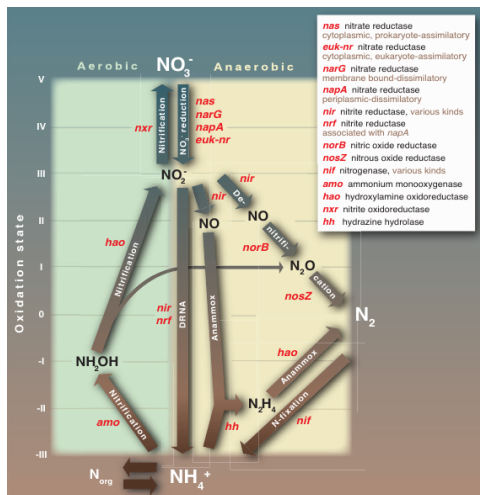 nas nitrate reductase
cytoplasmic, prokaryote-assimilatory
euk-nr nitrate reductase
cytoplasmic, eukaryote-assimilatory
narG nitrate reductase
membrane bound-dissimilatory
napA nitrate reductase
periplasmic-dissimilatory
nir nitrite reductase, various kinds
nrf nitrite reductase
associated with napA
norB nitric oxide reductase
nosZ nitrous oxide reductase
nif nitrogenase, various kinds
amo ammonium monooxygenase
hao hydroxylamine oxidoreductase
nxr nitrite oxidoreductase
hh hydrazine hydrolase
Aerobic NO3- Anaerobic
Oxidation state
V
IV
III
II
I
0
-I
-II
-III
nxr
Nitrification
NO3- reduction
nas
narG
napA
euk-nr
NO2-
nir
De-
nir
NO
NO
nitrifi-
norB
N2O
cation
nosZ
N2
hao
Nitrification
nir
nrf
DRNA
Anammox
NH2OH
hao
Anammox
N2H4
N-fixation
nif
hh
Nitrification
amo
Norg
NH4+